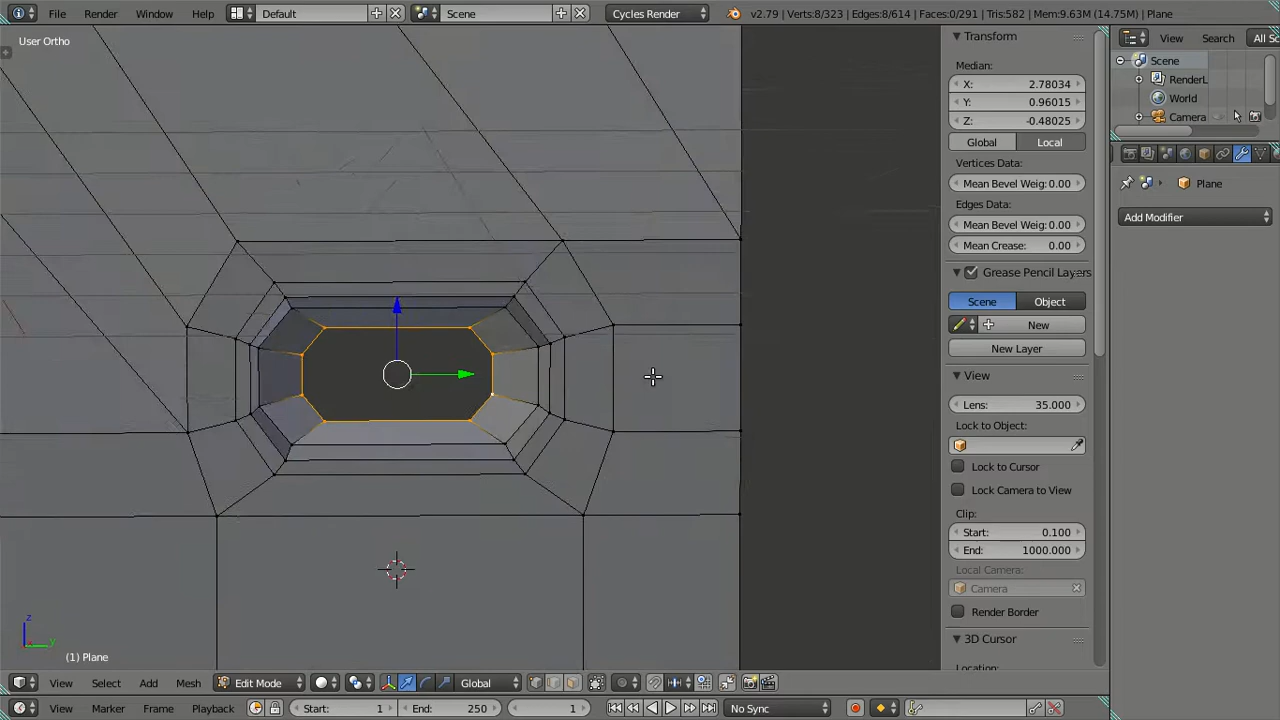 File Render Window Help Default Scene Cycles Render v2.79 | Verts:8/323 | Edges:8/614 | Faces:0/291 | Tris:582 | Mem:9.63M (14.75M) | Plane
User Ortho
Transform
Median:
X: 2.78034
Y: 0.96015
Z: -0.48025
Global Local
Vertices Data:
Mean Bevel Weig: 0.00
Edges Data:
Mean Bevel Weig: 0.00
Mean Crease: 0.00
Grease Pencil Layers
Scene Object
New
New Layer
View
Lens: 35.000
Lock to Object:
Lock to Cursor
Lock Camera to View
Clip:
Start: 0.100
End: 1000.000
Local Camera:
Camera
Render Border
3D Cursor
View Search All Sc
Scene
RenderL
World
Camera
Plane
Add Modifier
z
y
(1) Plane
View Select Add Mesh Edit Mode Global
View Marker Frame Playback Start: 1 End: 250 1 No Sync